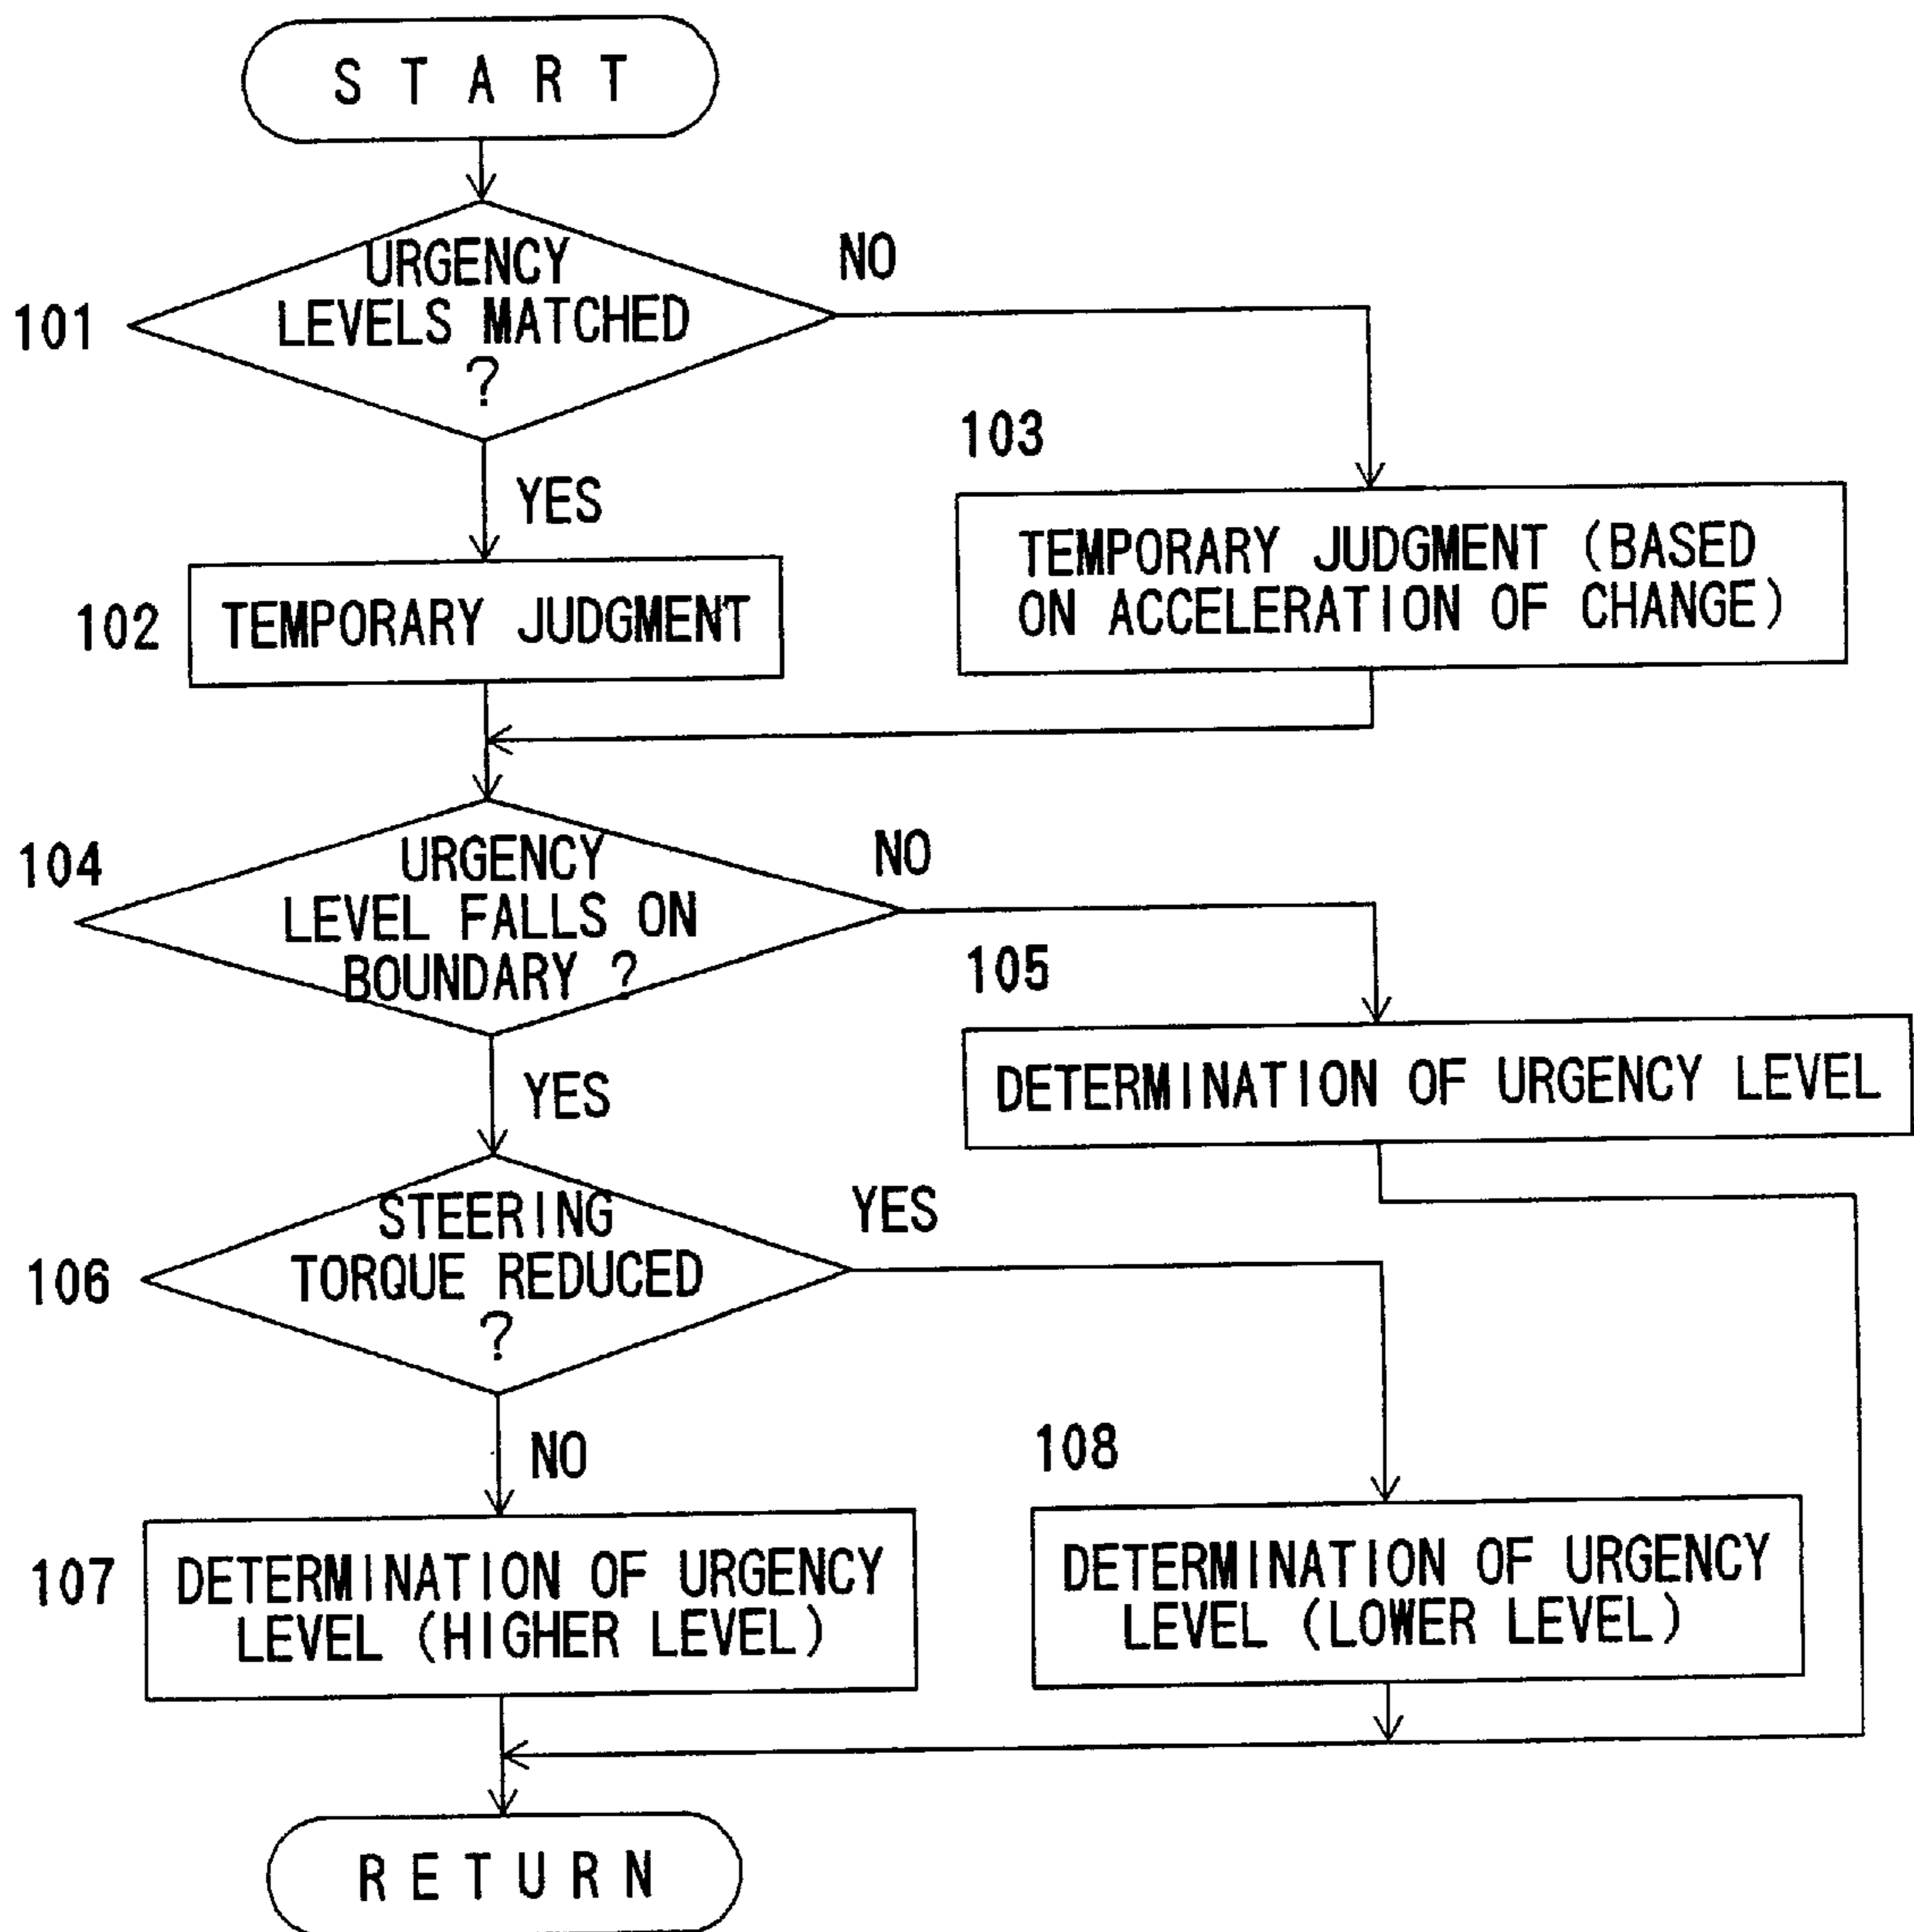 START
101
URGENCY
LEVELS MATCHED
?
NO
YES
103
TEMPORARY JUDGMENT (BASED
ON ACCELERATION OF CHANGE)
102
TEMPORARY JUDGMENT
104
URGENCY
LEVEL FALLS ON
BOUNDARY ?
NO
YES
105
DETERMINATION OF URGENCY LEVEL
106
STEERING
TORQUE REDUCED
?
YES
NO
108
DETERMINATION OF URGENCY
LEVEL (LOWER LEVEL)
107
DETERMINATION OF URGENCY
LEVEL (HIGHER LEVEL)
RETURN